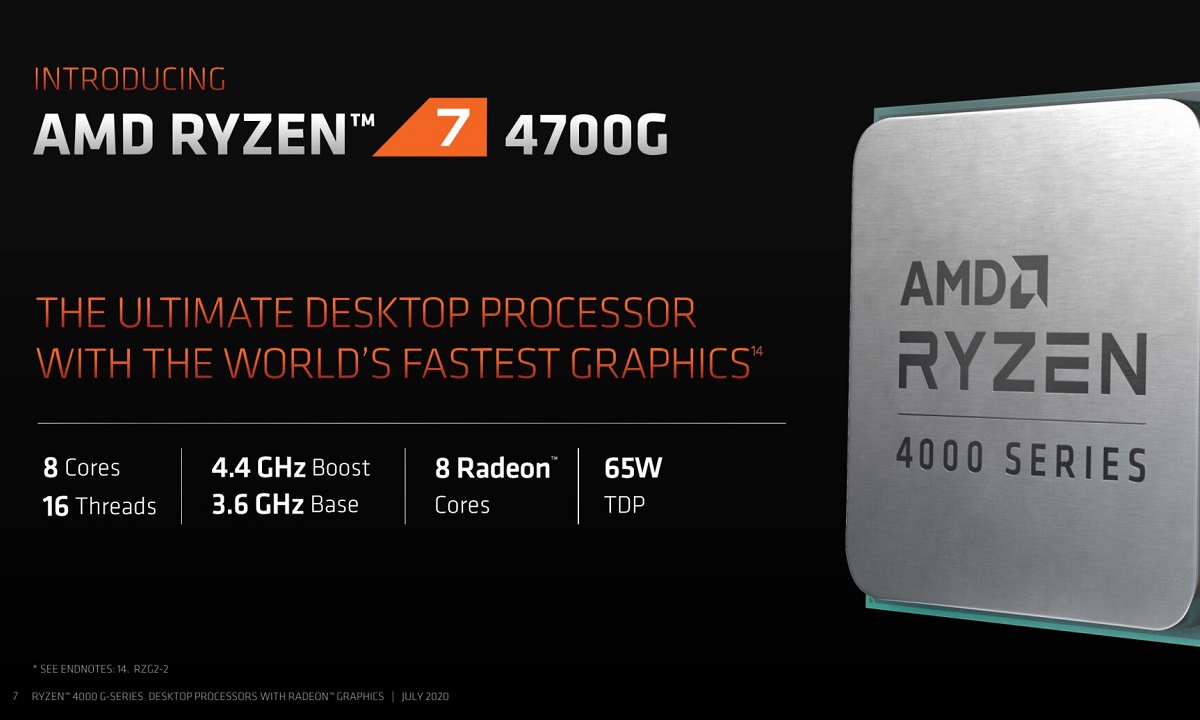 INTRODUCING
AMD RYZEN™ 7 4700G
THE ULTIMATE DESKTOP PROCESSOR
WITH THE WORLD'S FASTEST GRAPHICS14
8 Cores
16 Threads
4.4 GHz Boost
3.6 GHz Base
8 Radeon™
Cores
65W
TDP
AMD
RYZEN
4000 SERIES
* SEE ENDNOTES: 14. RZG2-2
7 RYZEN™ 4000 G-SERIES DESKTOP PROCESSORS WITH RADEON™ GRAPHICS | JULY 2020